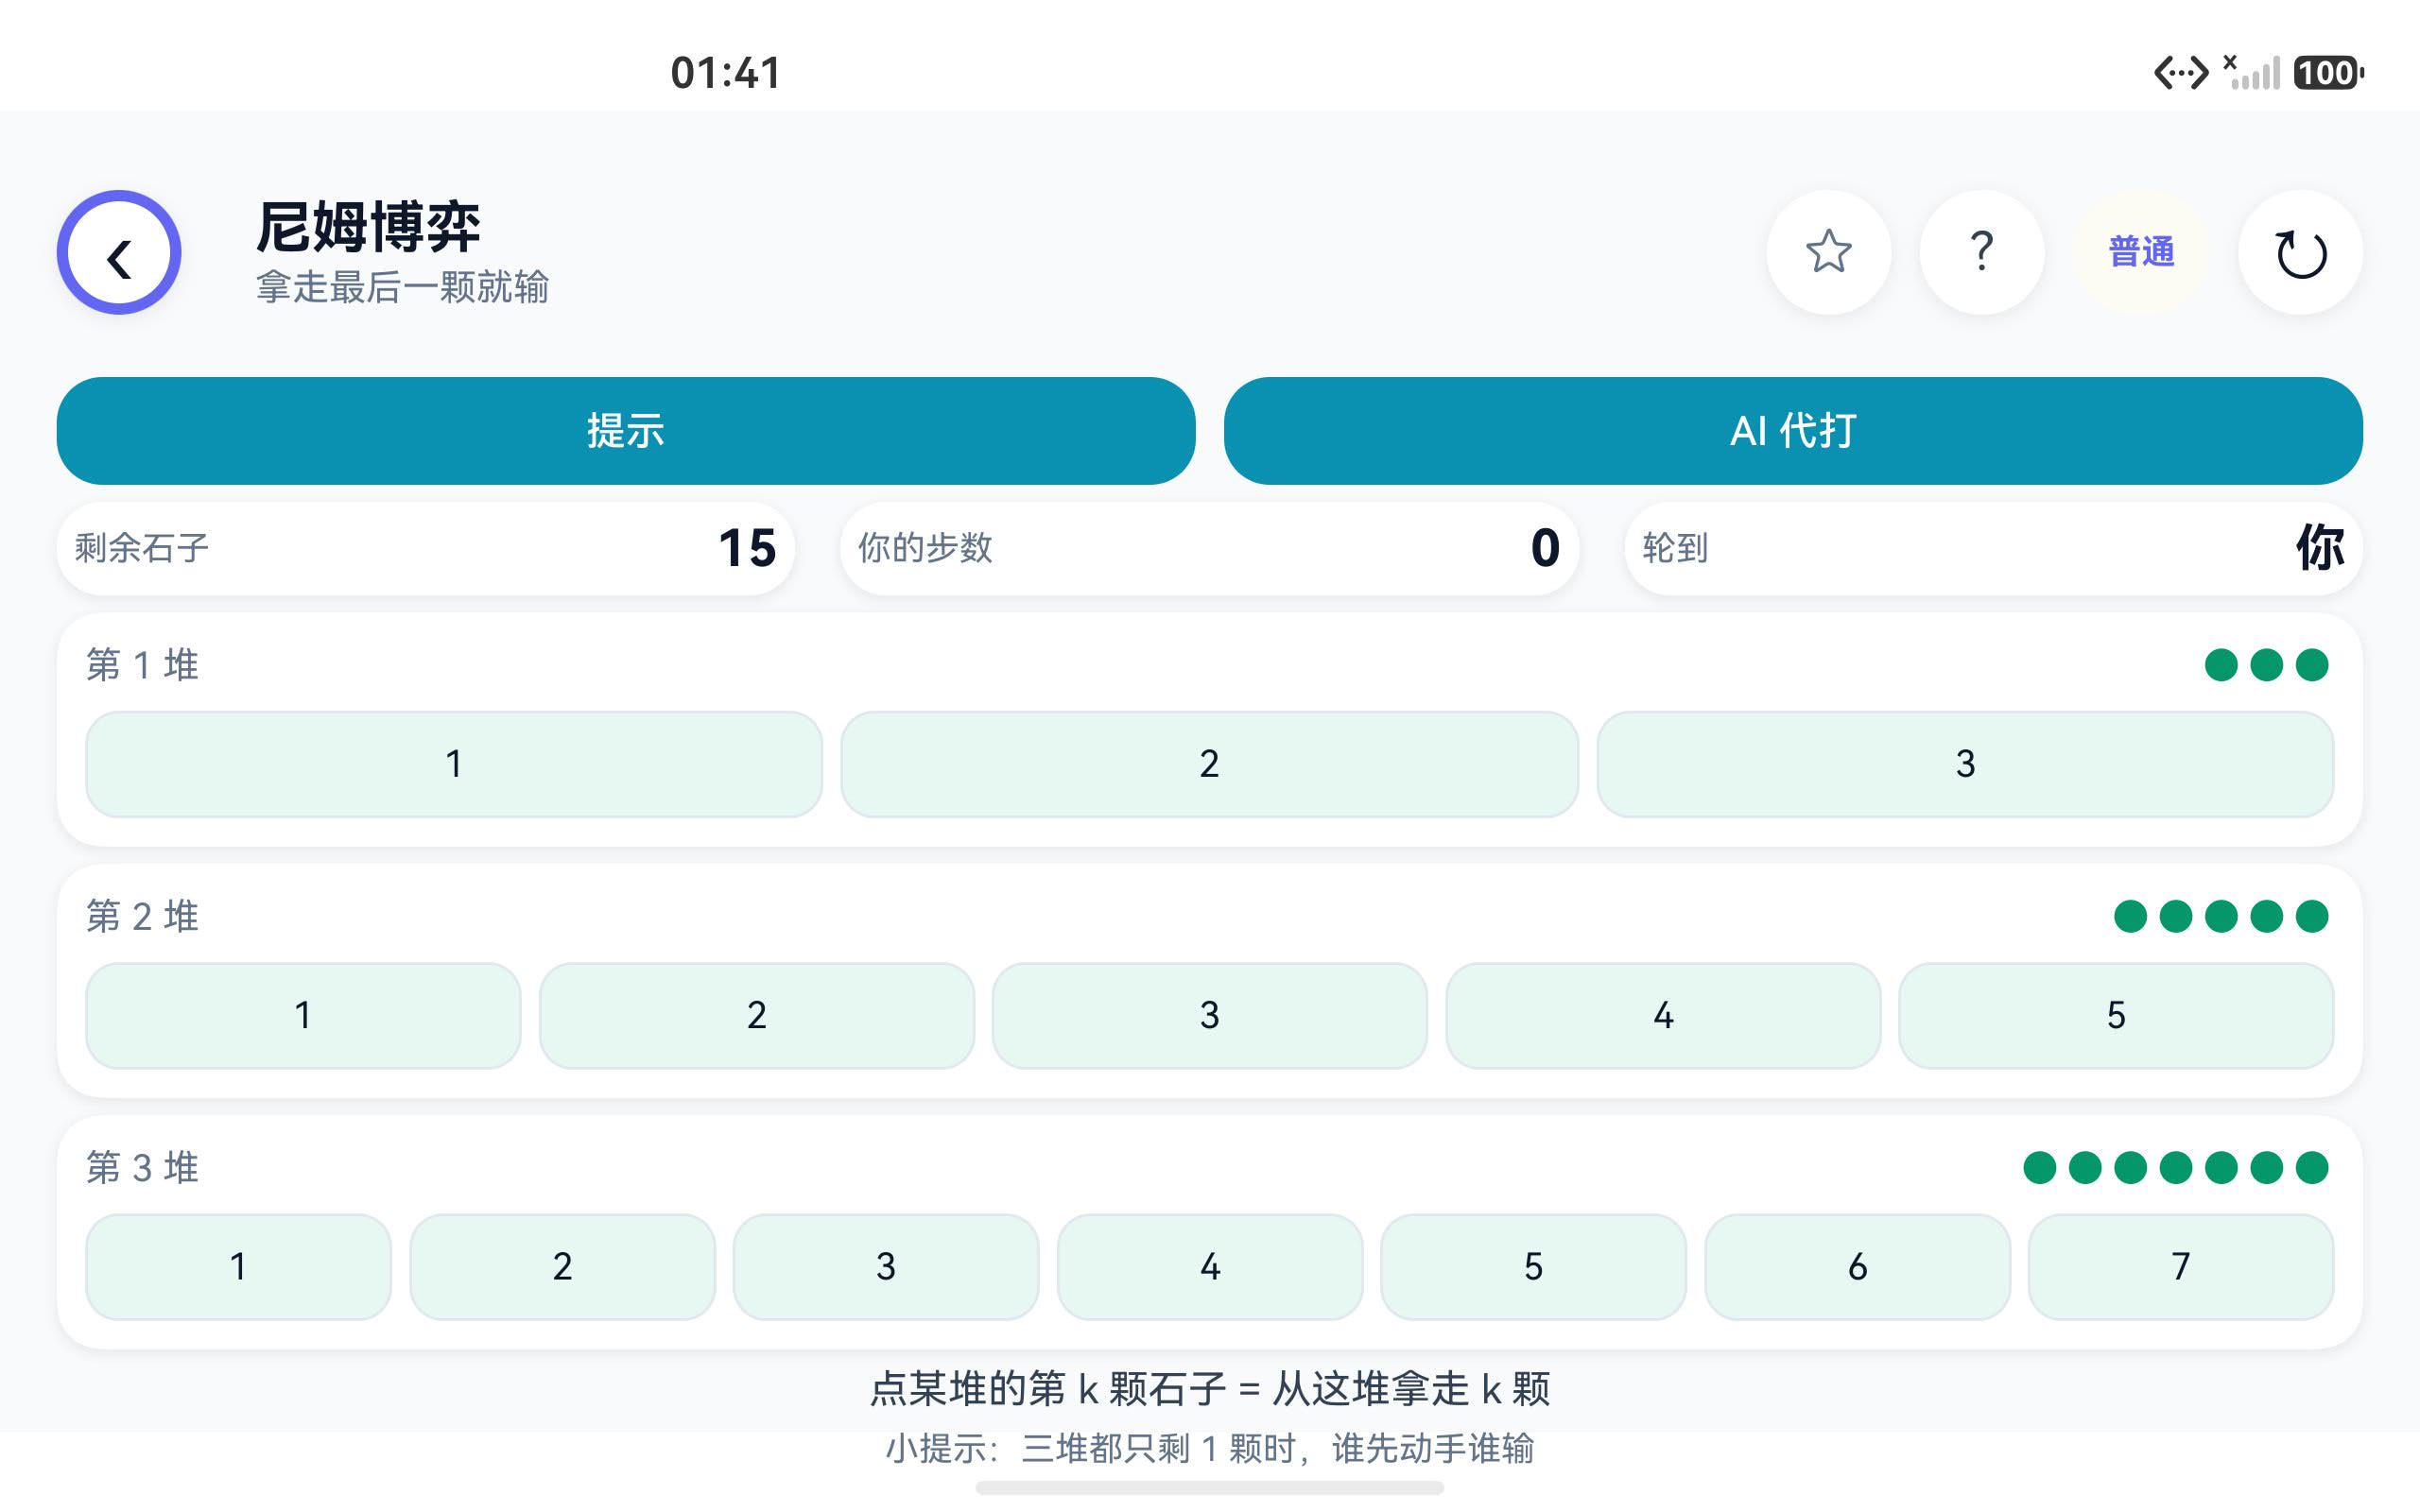 01:41
100
尼姆博弈
拿走最后一颗就输
?
普通
提示
AI 代打
剩余石子 15
你的步数 0
轮到 你
第 1 堆
1 2 3
第 2 堆
1 2 3 4 5
第 3 堆
1 2 3 4 5 6 7
点某堆的第 k 颗石子 = 从这堆拿走 k 颗
小提示：三堆都只剩 1 颗时，谁先动手谁输